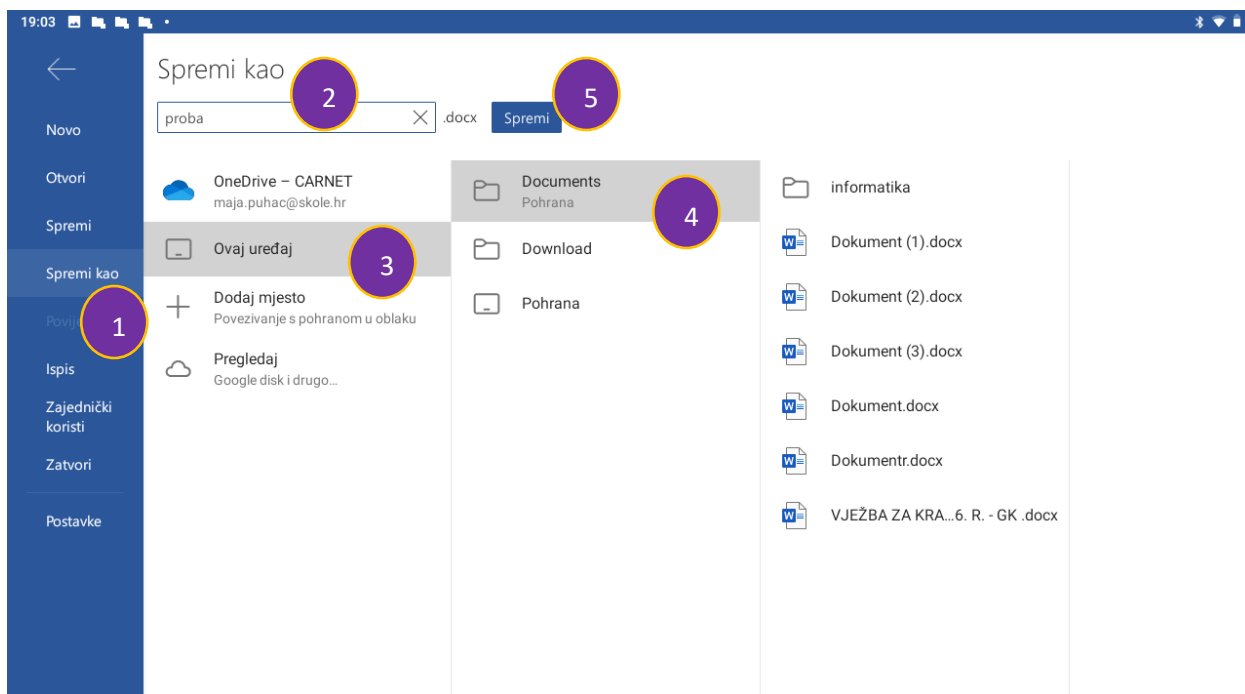 19:03
Spremi kao
2
5
proba
.docx
Spremi
Novo
Otvori
Spremi
Spremi kao
1
Ispis
Zajednički
koristi
Zatvori
Postavke
OneDrive – CARNET
maja.puhac@skole.hr
Ovaj uređaj
3
Dodaj mjesto
Povezivanje s pohranom u oblaku
Pregledaj
Google disk i drugo...
Documents
Pohrana
4
Download
Pohrana
informatika
Dokument (1).docx
Dokument (2).docx
Dokument (3).docx
Dokument.docx
Dokumentr.docx
VJEŽBA ZA KRA...6. R. - GK .docx